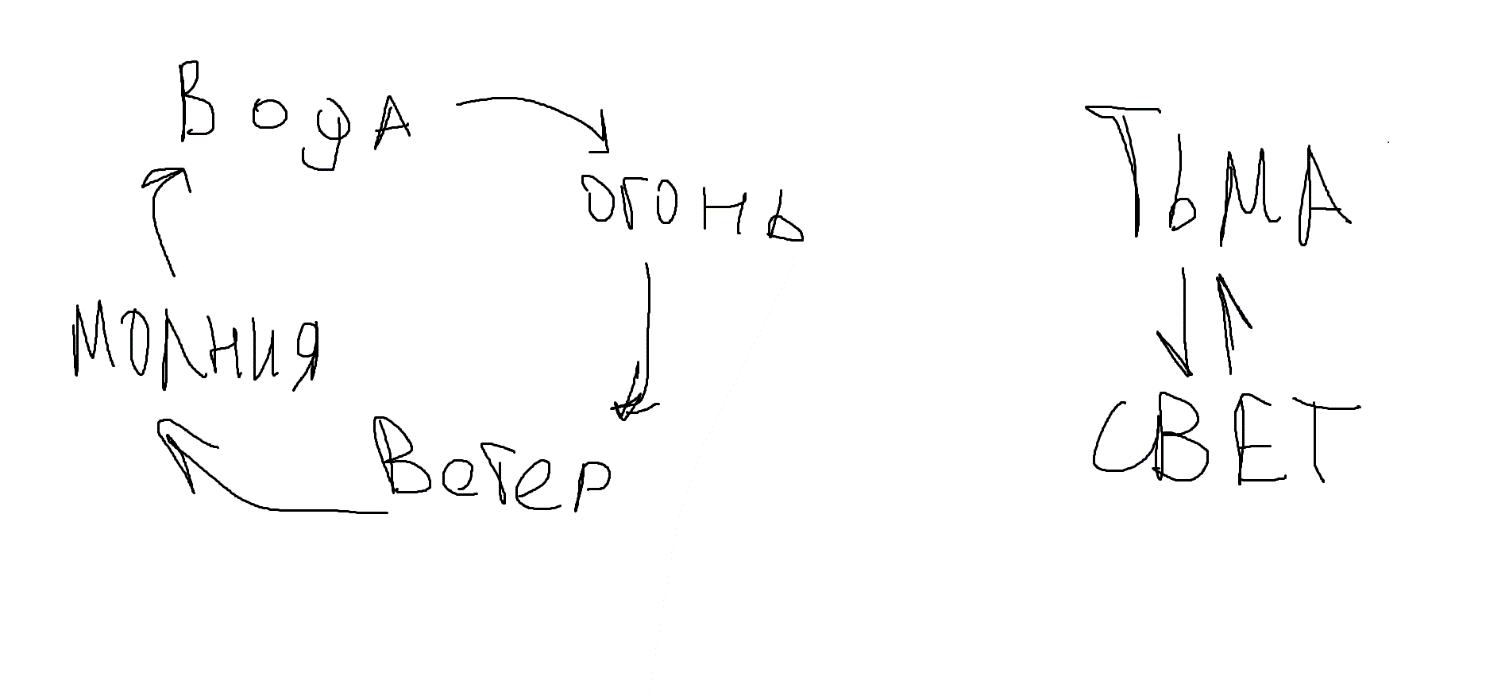 Вода
огонь
молния
Ветер
Тьма
СВЕТ